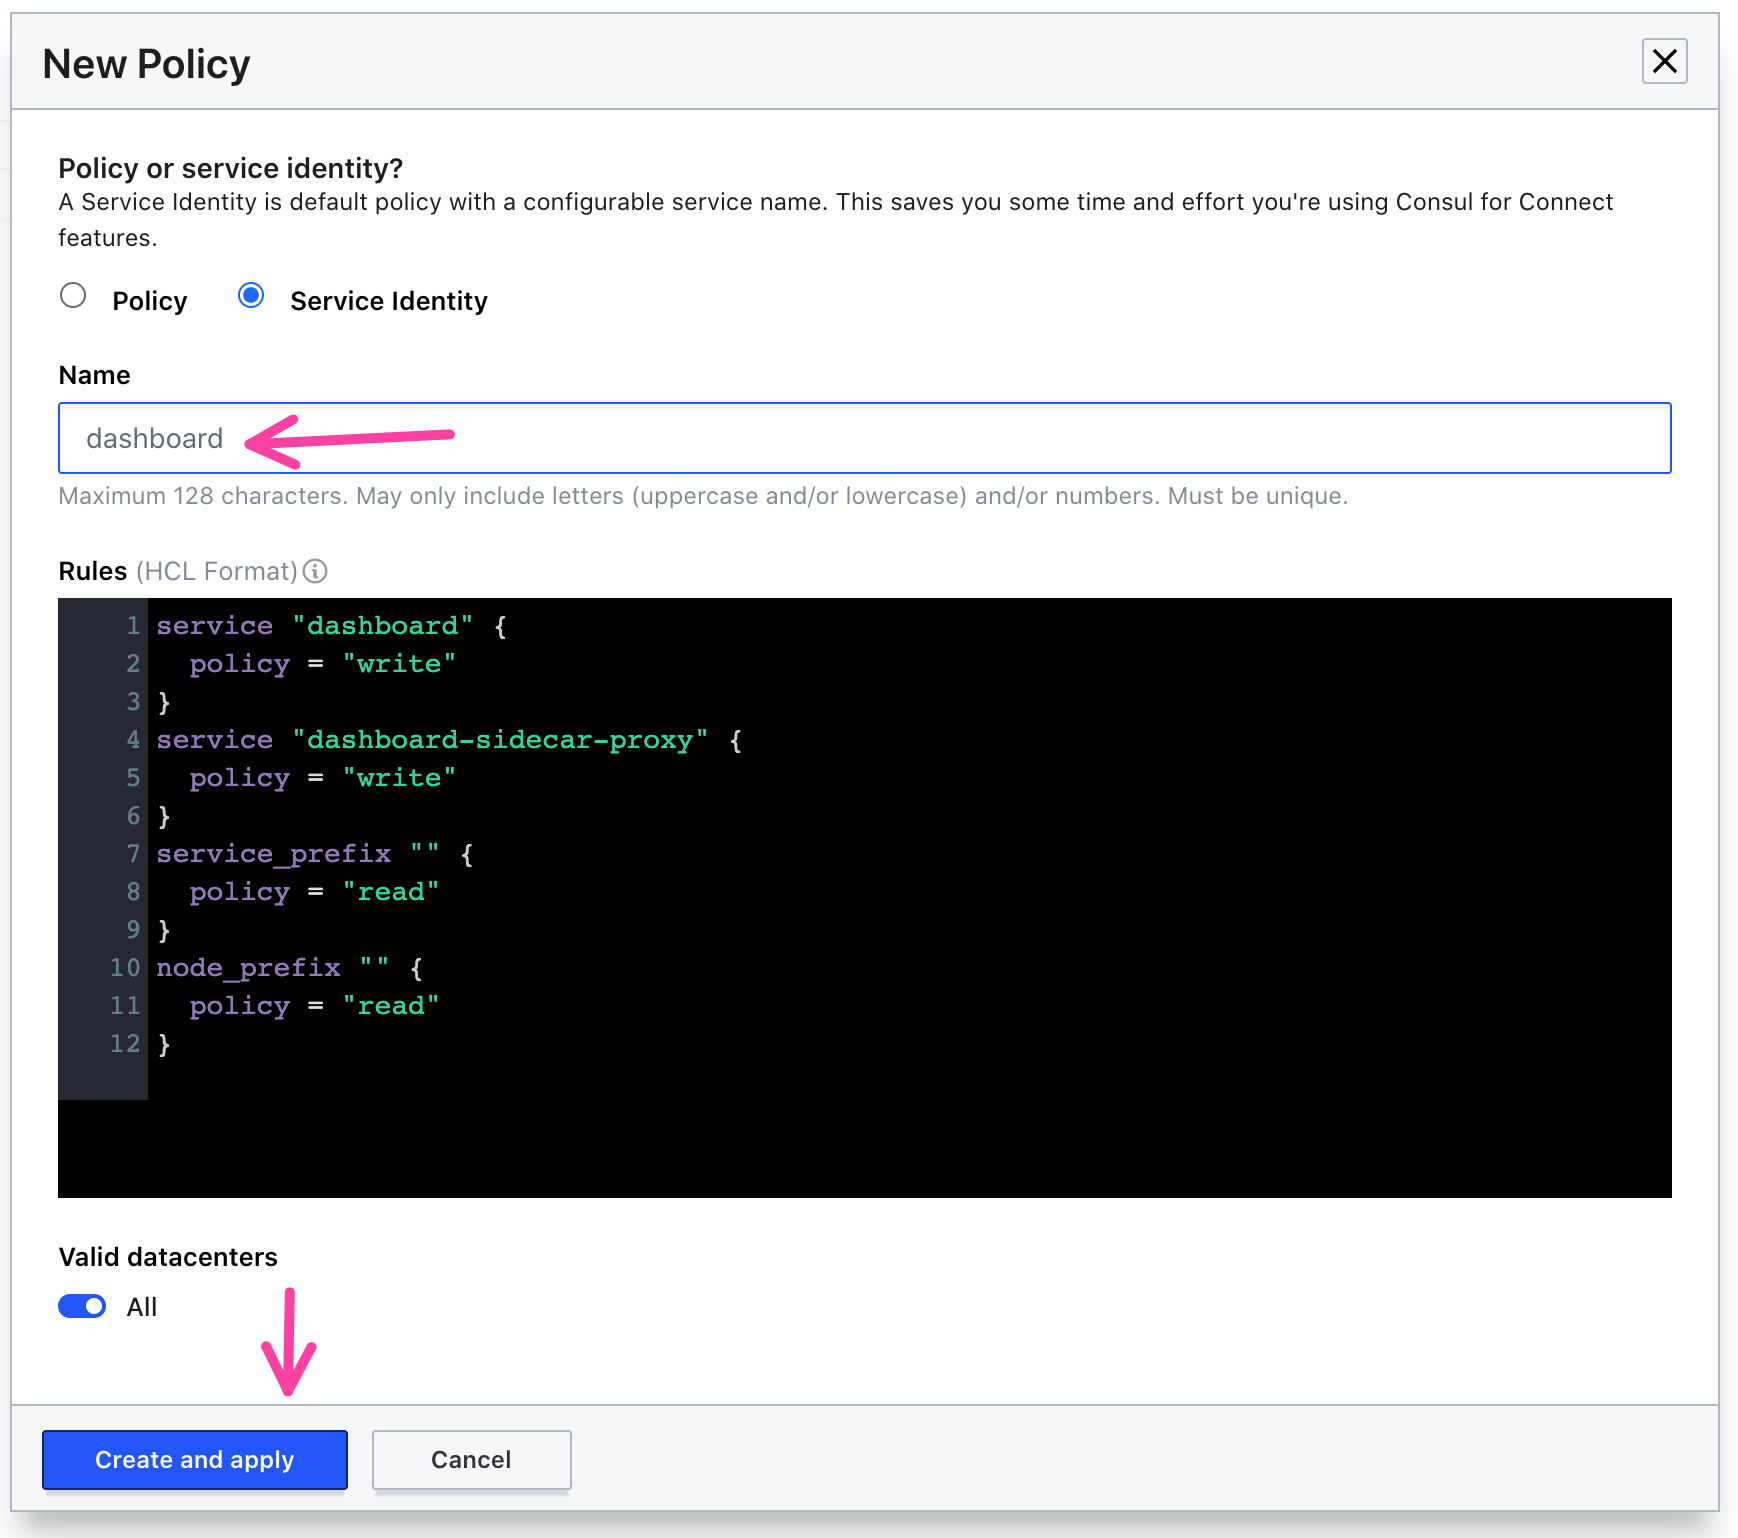 New Policy
Policy or service identity?
A Service Identity is default policy with a configurable service name. This saves you some time and effort you're using Consul for Connect
features.
Policy Service Identity
Name
dashboard
Maximum 128 characters. May only include letters (uppercase and/or lowercase) and/or numbers. Must be unique.
Rules (HCL Format)
1 service "dashboard" {
2   policy = "write"
3 }
4 service "dashboard-sidecar-proxy" {
5   policy = "write"
6 }
7 service_prefix "" {
8   policy = "read"
9 }
10 node_prefix "" {
11   policy = "read"
12 }
Valid datacenters
All
Create and apply Cancel